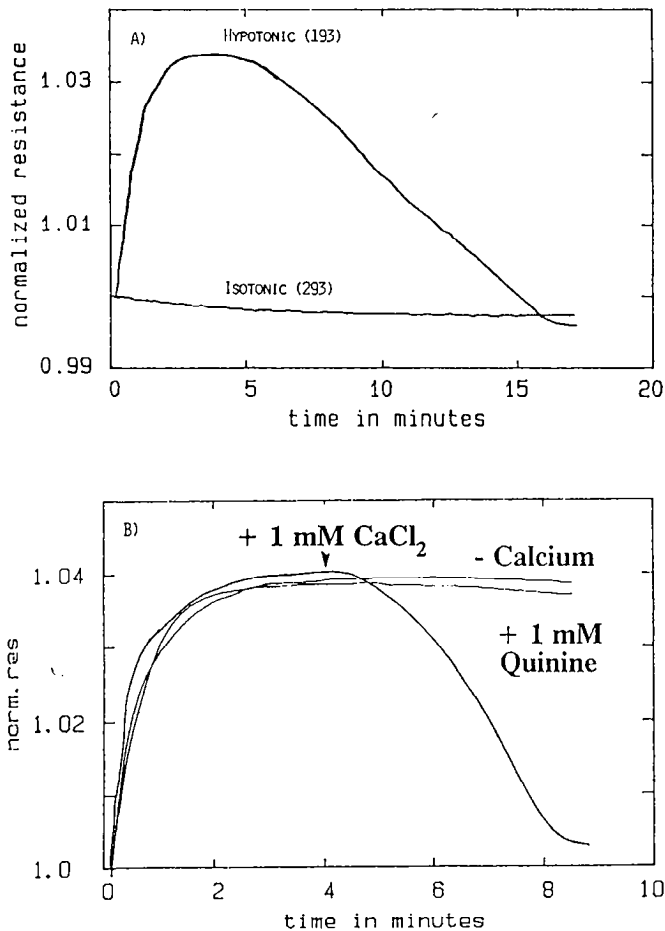 A)
HYPOTONIC (193)
1.03
1.01
0.99
normalized resistance
ISOTONIC (293)
0 5 10 15 20
time in minutes
B)
+ 1 mM CaCl2
- Calcium
+ 1 mM
Quinine
1.04
1.02
1.0
norm.res
0 2 4 6 8 10
time in minutes